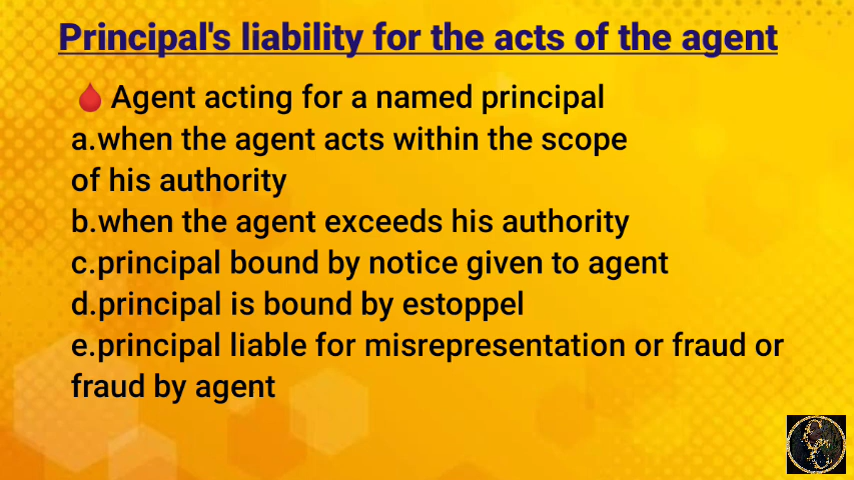 Principal's liability for the acts of the agent
🩸 Agent acting for a named principal
a.when the agent acts within the scope
of his authority
b.when the agent exceeds his authority
c.principal bound by notice given to agent
d.principal is bound by estoppel
e.principal liable for misrepresentation or fraud or
fraud by agent